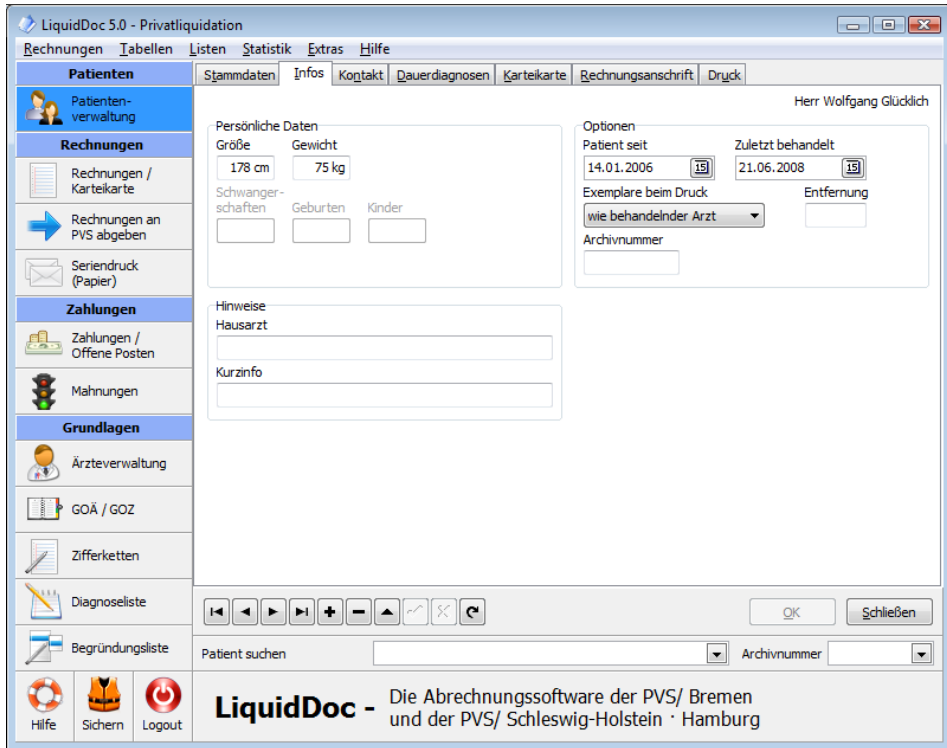 LiquidDoc 5.0 - Privatliquidation
Rechnungen Tabellen Listen Statistik Extras Hilfe
Patienten
Patienten-
verwaltung
Rechnungen
Rechnungen /
Karteikarte
Rechnungen an
PVS abgeben
Seriendruck
(Papier)
Zahlungen
Zahlungen /
Offene Posten
Mahnungen
Grundlagen
Ärzteverwaltung
GOÄ / GOZ
Zifferketten
Diagnoseliste
Begründungsliste
Hilfe Sichern Logout
Stammdaten Infos Kontakt Dauerdiagnosen Karteikarte Rechnungsanschrift Druck
Herr Wolfgang Glücklich
Persönliche Daten
Größe Gewicht
178 cm 75 kg
Schwanger-
schaften Geburten Kinder
Optionen
Patient seit Zuletzt behandelt
14.01.2006 15 21.06.2008 15
Exemplare beim Druck Entfernung
wie behandelnder Arzt
Archivnummer
Hinweise
Hausarzt
Kurzinfo
OK Schließen
Patient suchen Archivnummer
LiquidDoc - Die Abrechnungssoftware der PVS/ Bremen
und der PVS/ Schleswig-Holstein · Hamburg